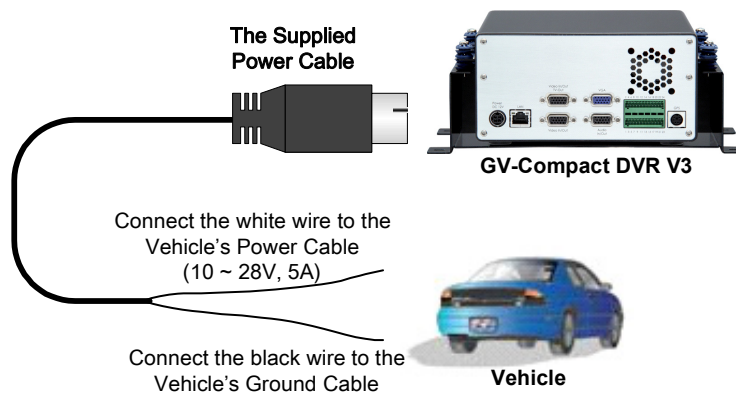 The Supplied
Power Cable
GV-Compact DVR V3
Connect the white wire to the
Vehicle's Power Cable
(10 ~ 28V, 5A)
Connect the black wire to the
Vehicle's Ground Cable
Vehicle